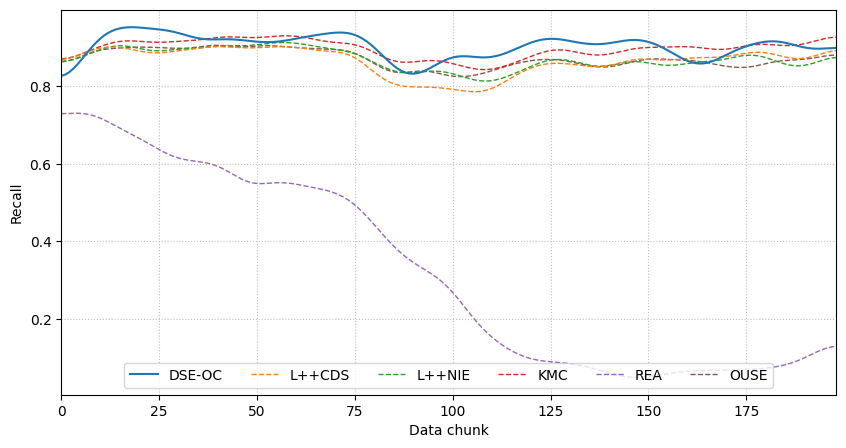 Recall
0.8
0.6
0.4
0.2
DSE-OC L++CDS L++NIE KMC REA OUSE
0 25 50 75 100 125 150 175
Data chunk